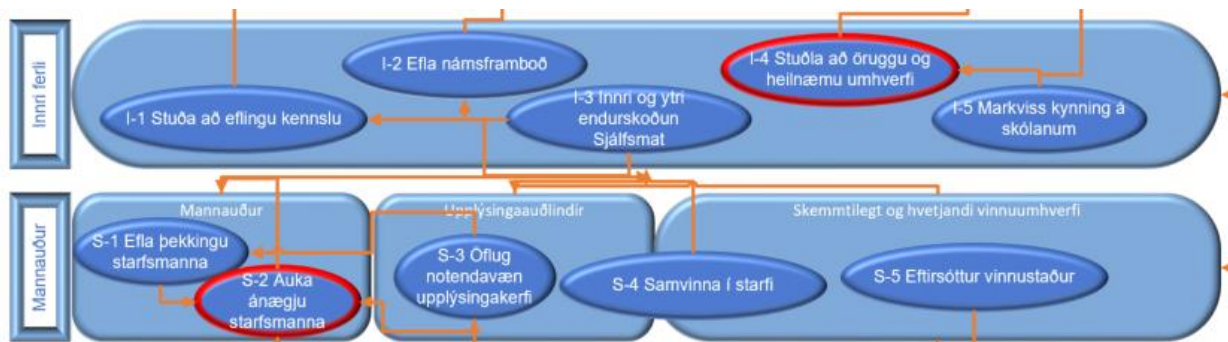 Innri ferli
I-1 Stuða að eflingu kennslu
I-2 Efla námsframboð
I-3 Innri og ytri
endurskoðun
Sjálfsmat
I-4 Stuðla að öruggu og
heilnæmu umhverfi
I-5 Markviss kynning á
skólanum
Mannauður
Mannauður
S-1 Efla þekkingu
starfsmanna
S-2 Auka
ánægju
starfsmanna
Upplýsingaauðlindir
S-3 Öflug
notendavæn
upplýsingakerfi
S-4 Samvinna í starfi
Skemmtilegt og hvetjandi vinnuumhverfi
S-5 Eftirsóttur vinnustaður